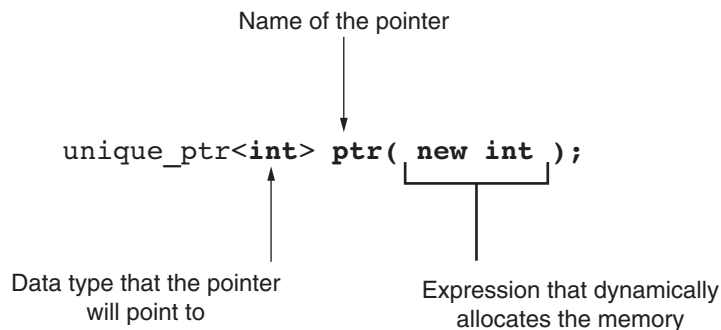 Name of the pointer
unique_ptr<int> ptr( new int );
Data type that the pointer
will point to
Expression that dynamically
allocates the memory